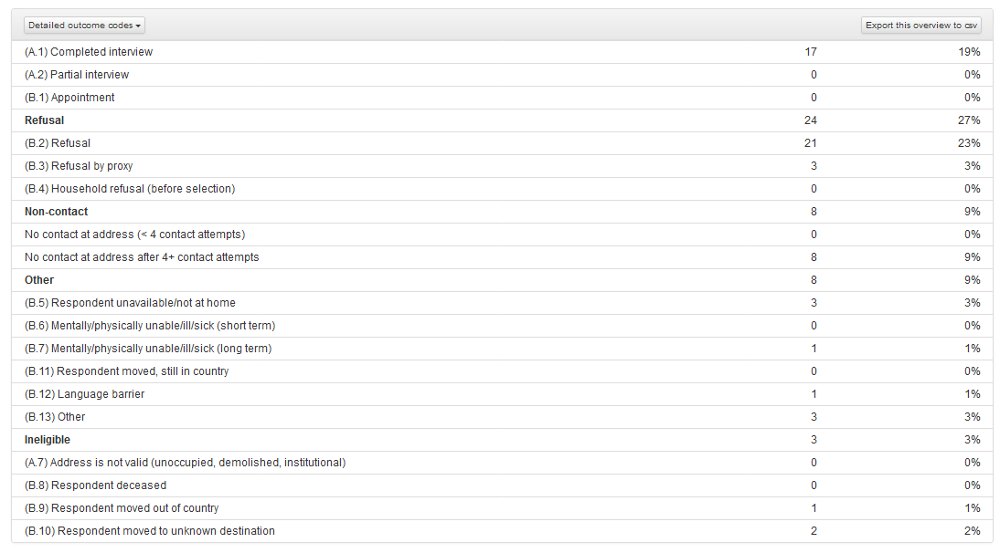 Detailed outcome codes Export this overview to csv
(A.1) Completed interview 17 19%
(A.2) Partial interview 0 0%
(B.1) Appointment 0 0%
Refusal 24 27%
(B.2) Refusal 21 23%
(B.3) Refusal by proxy 3 3%
(B.4) Household refusal (before selection) 0 0%
Non-contact 8 9%
No contact at address (< 4 contact attempts) 0 0%
No contact at address after 4+ contact attempts 8 9%
Other 8 9%
(B.5) Respondent unavailable/not at home 3 3%
(B.6) Mentally/physically unable/ill/sick (short term) 0 0%
(B.7) Mentally/physically unable/ill/sick (long term) 1 1%
(B.11) Respondent moved, still in country 0 0%
(B.12) Language barrier 1 1%
(B.13) Other 3 3%
Ineligible 3 3%
(A.7) Address is not valid (unoccupied, demolished, institutional) 0 0%
(B.8) Respondent deceased 0 0%
(B.9) Respondent moved out of country 1 1%
(B.10) Respondent moved to unknown destination 2 2%